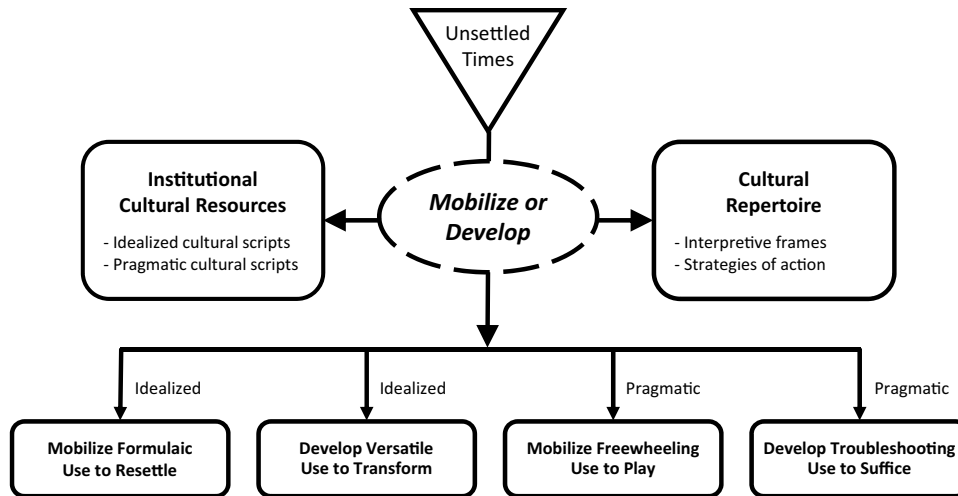 Unsettled
Times
Institutional
Cultural Resources
- Idealized cultural scripts
- Pragmatic cultural scripts
Mobilize or
Develop
Cultural
Repertoire
- Interpretive frames
- Strategies of action
Idealized
Idealized
Pragmatic
Pragmatic
Mobilize Formulaic
Use to Resettle
Develop Versatile
Use to Transform
Mobilize Freewheeling
Use to Play
Develop Troubleshooting
Use to Suffice